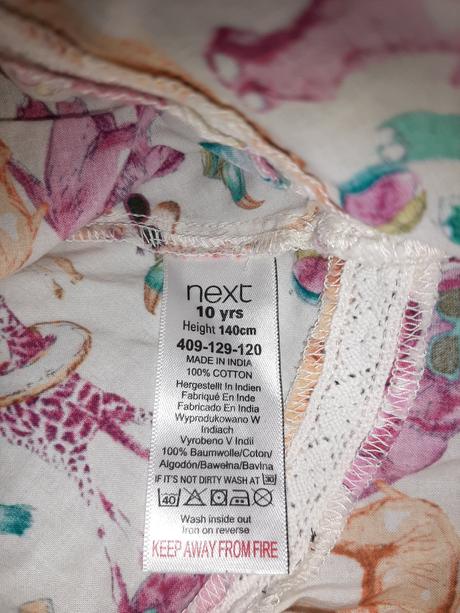 next
10 yrs
Height 140cm
409-129-120
MADE IN INDIA
100% COTTON
Hergestellt In Indien
Fabriqué En Inde
Fabricado En India
Wyprodukowano W
Indiach
Vyrobeno V Indii
100% Baumwolle/Coton/
Algodón/Bawełna/Bavlna
IF IT'S NOT DIRTY WASH AT 30
40
Wash inside out
Iron on reverse
KEEP AWAY FROM FIRE